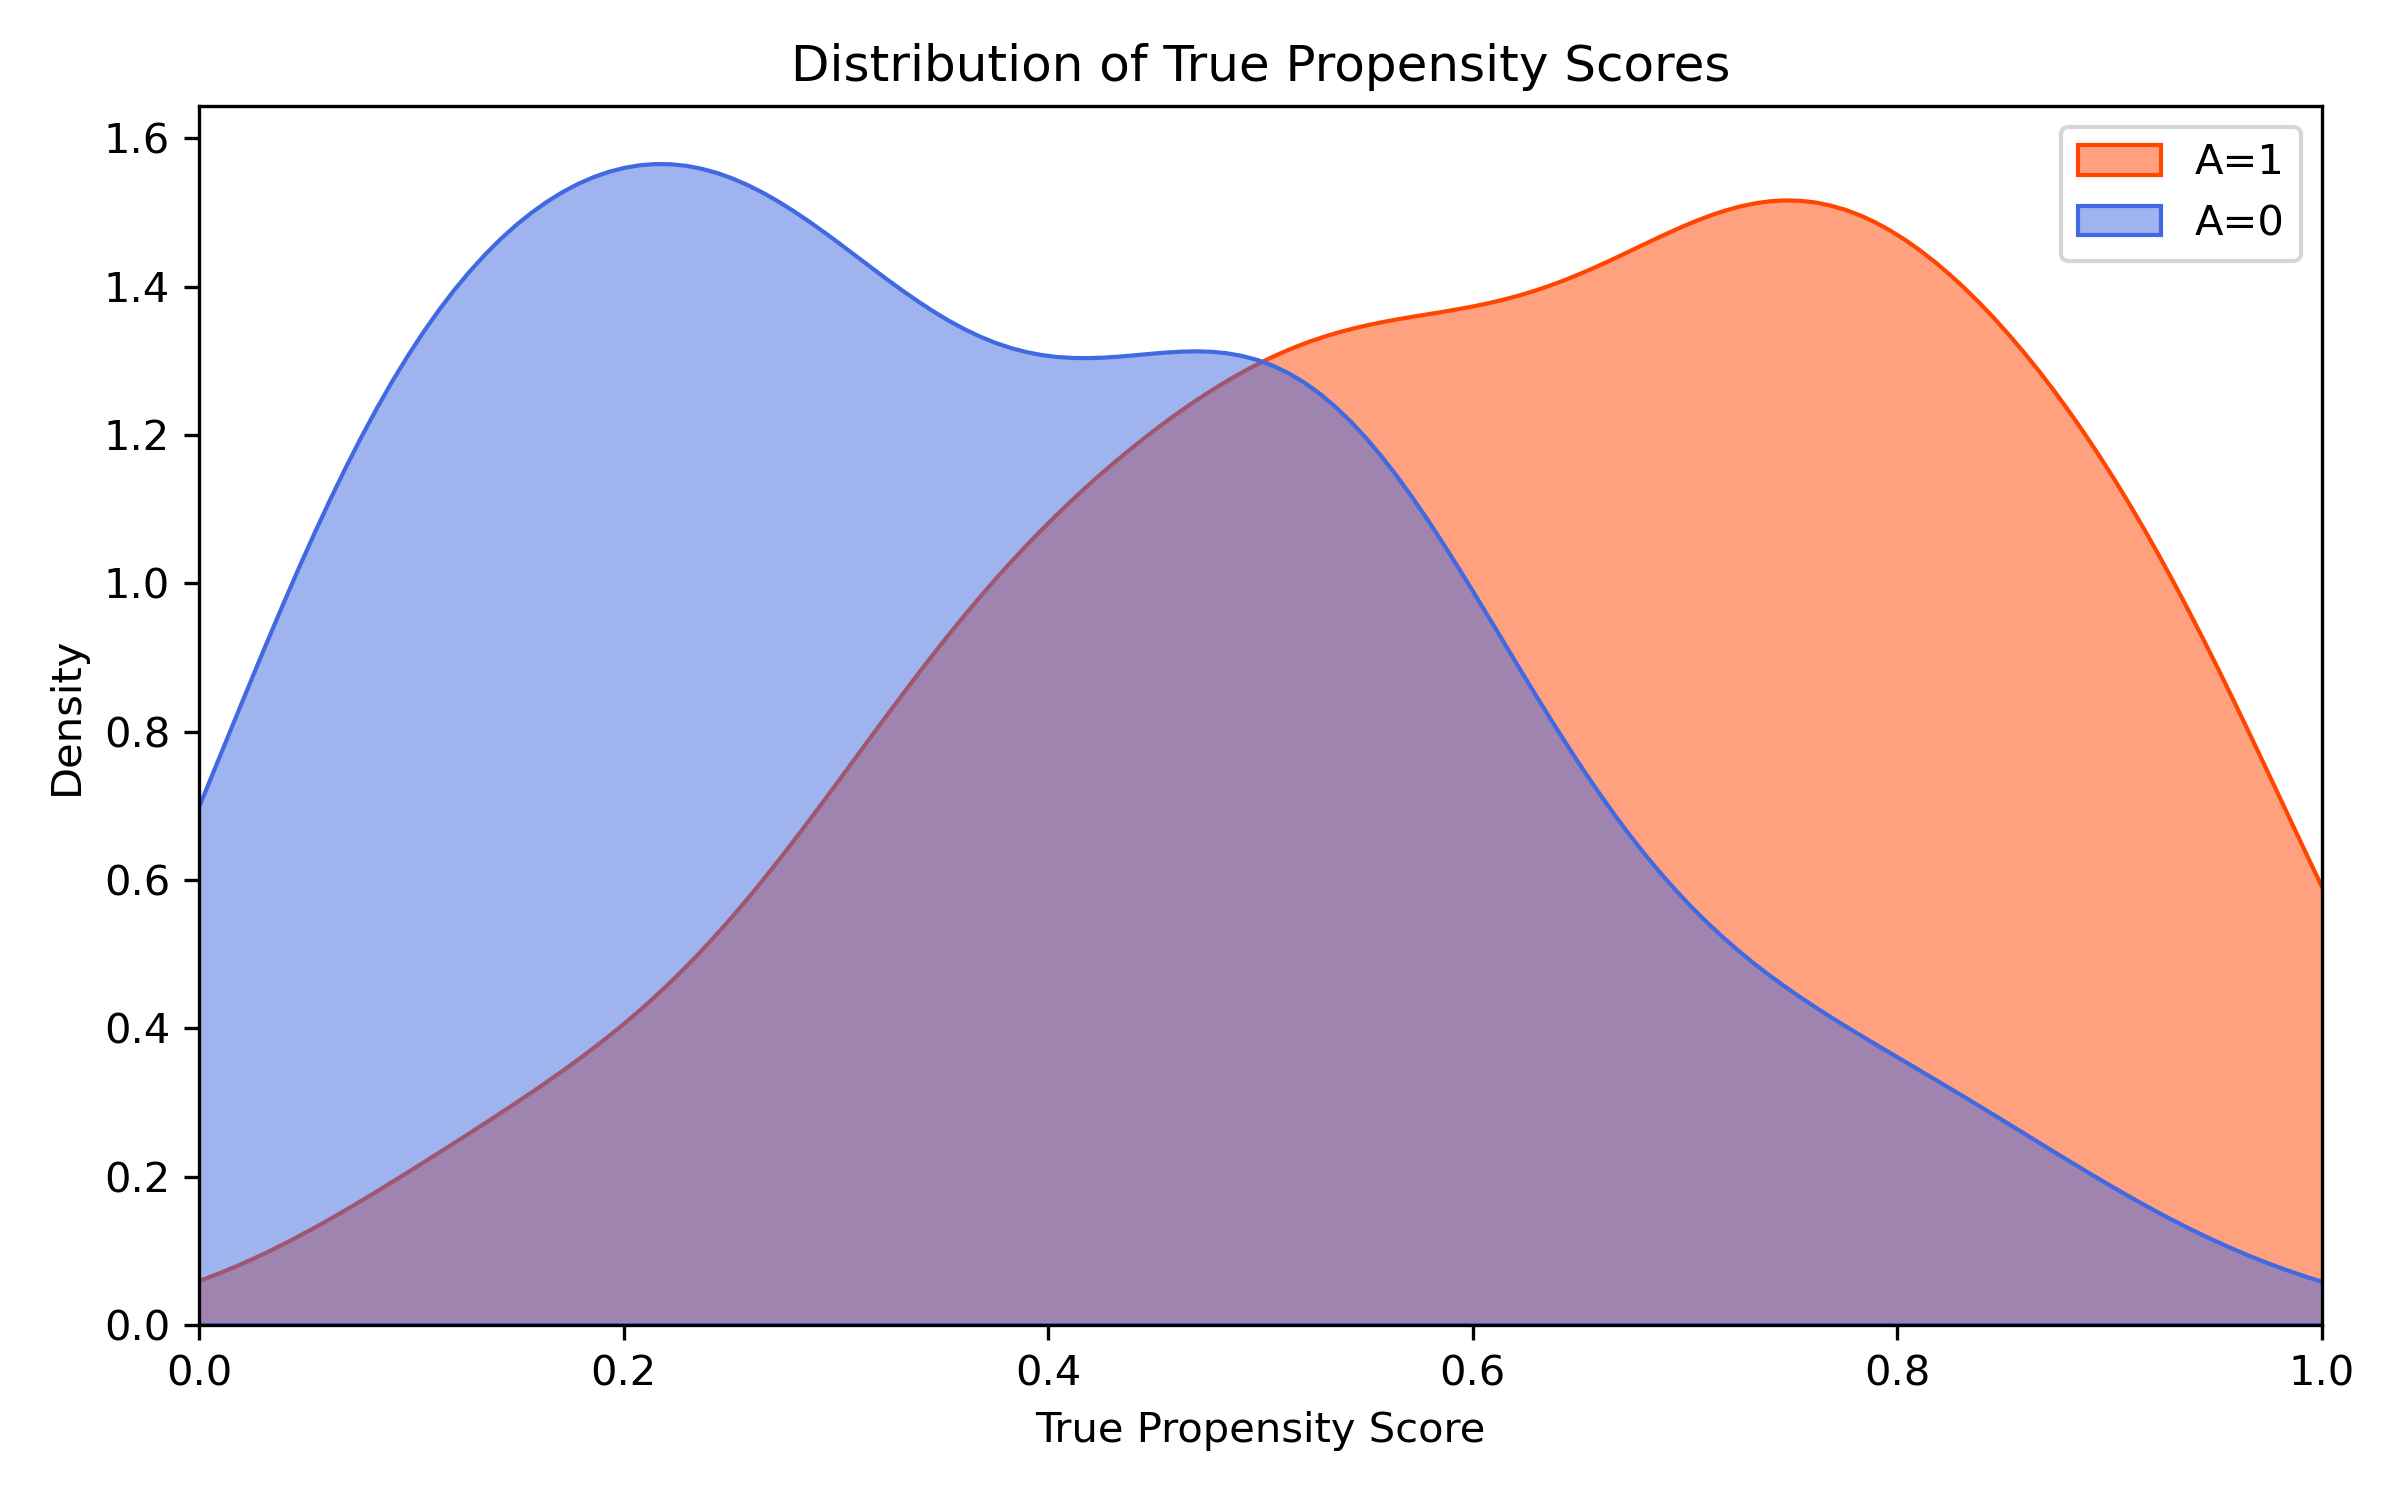 Distribution of True Propensity Scores
A=1
A=0
1.6
1.4
1.2
1.0
0.8
0.6
0.4
0.2
0.0
Density
0.0 0.2 0.4 0.6 0.8 1.0
True Propensity Score